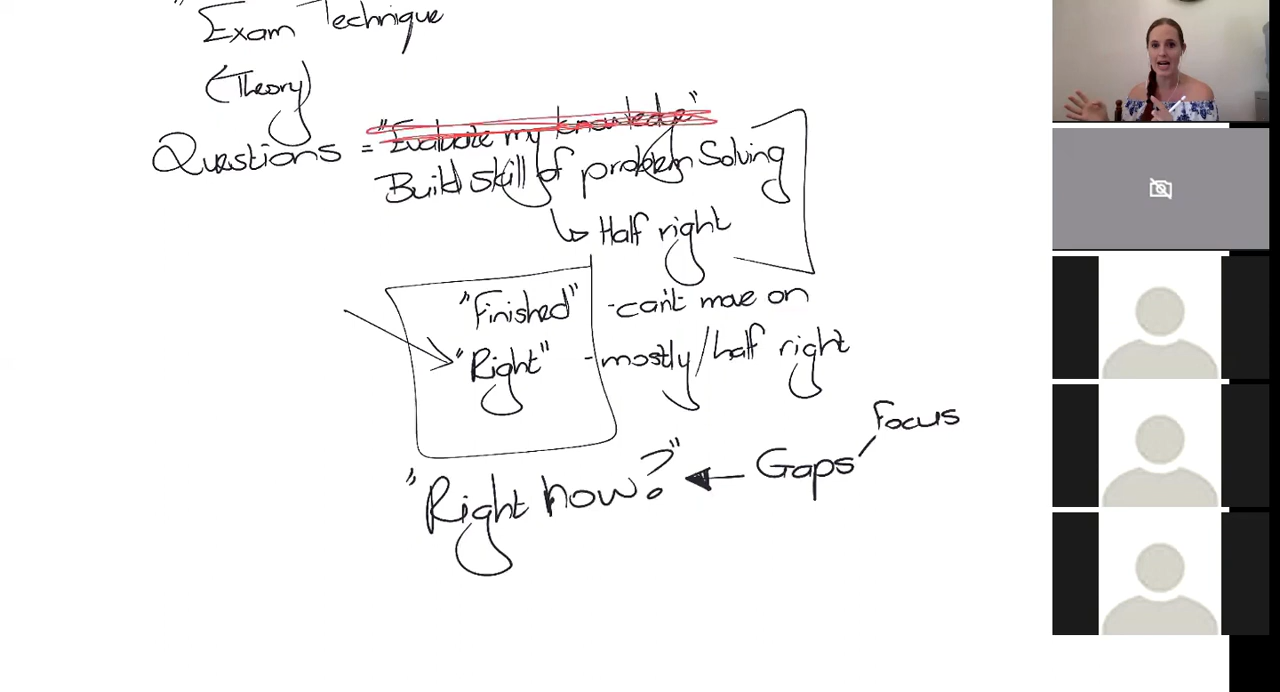 "Exam Technique
(Theory)
Questions = "Evaluate my knowledge"
Build skill of problem Solving
↳ Half right
"Finished" - can't move on
"Right" - mostly/half right
Focus
"Right now?" ← Gaps